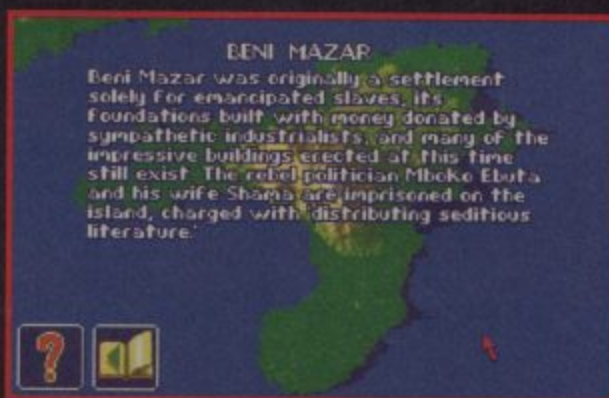 BENI MAZAR
Beni Mazar was originally a settlement
solely for emancipated slaves, its
foundations built with money donated by
sympathetic industrialists, and many of the
impressive buildings erected at this time
still exist. The rebel politician Mboko Ebuta
and his wife Shama are imprisoned on the
island, charged with 'distributing seditious
literature.'
?